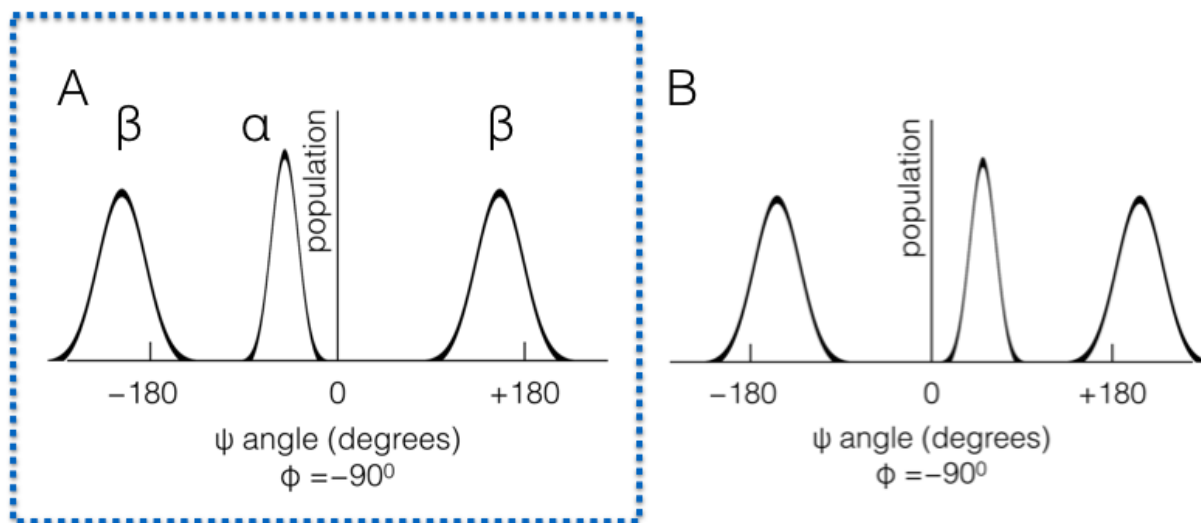 A
β
α
β
population
−180
0
+180
ψ angle (degrees)
ϕ =−90⁰
B
population
−180
0
+180
ψ angle (degrees)
ϕ =−90⁰